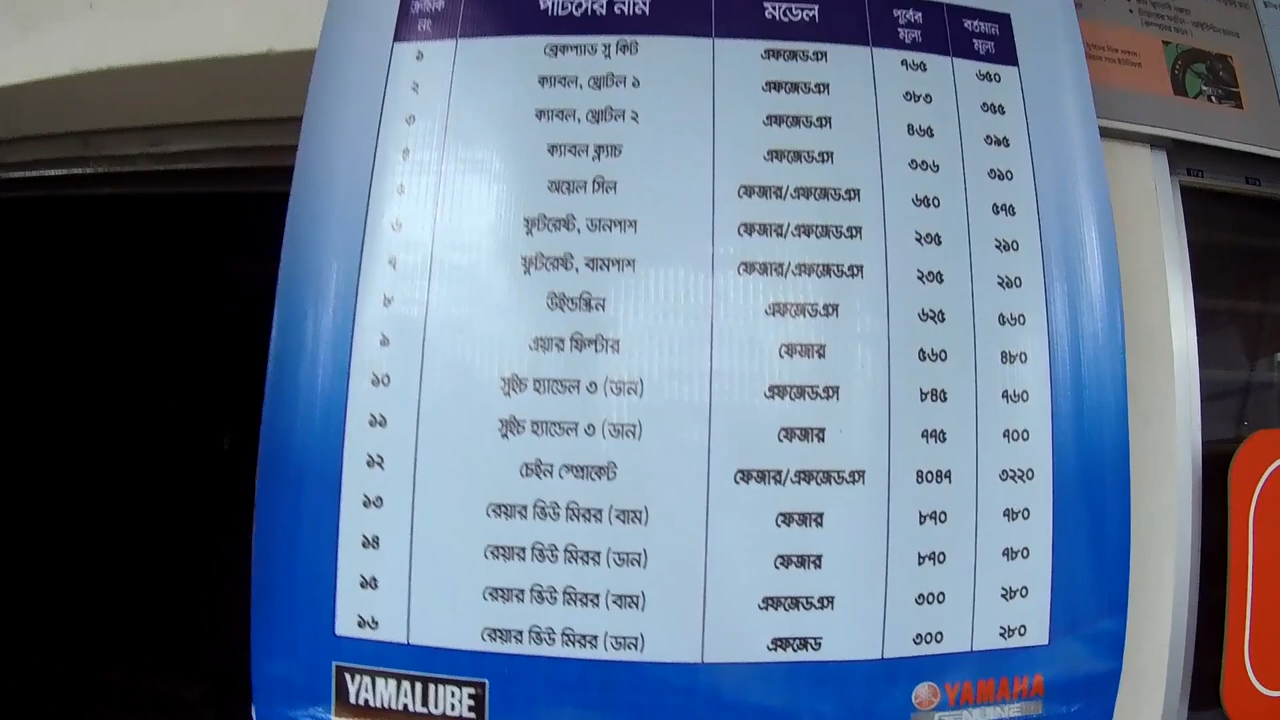 ক্রমিক নং পার্টসের নাম মডেল পূর্বের মূল্য বর্তমান মূল্য
১ ব্রেকপ্যাড সু কিট এফজেডএস ৭৬৫ ৬৫০
২ ক্যাবল, থ্রোটল ১ এফজেডএস ৩৮৩ ৩৫৫
৩ ক্যাবল, থ্রোটল ২ এফজেডএস ৪৬৫ ৩৯৫
৪ ক্যাবল ক্ল্যাচ এফজেডএস ৩৩৬ ৩১০
৫ অয়েল সিল ফেজার/এফজেডএস ৬৫০ ৫৭৫
৬ ফুটরেস্ট, ডানপাশ ফেজার/এফজেডএস ২৩৫ ২১০
৭ ফুটরেস্ট, বামপাশ ফেজার/এফজেডএস ২৩৫ ২১০
৮ উইন্ডস্ক্রিন এফজেডএস ৬২৫ ৫৬০
৯ এয়ার ফিল্টার ফেজার ৫৬০ ৪৮০
১০ সুইচ হ্যান্ডেল ৩ (ডান) এফজেডএস ৮৪৫ ৭৬০
১১ সুইচ হ্যান্ডেল ৩ (ডান) ফেজার ৭৭৫ ৭০০
১২ চেইন স্প্রোকেট ফেজার/এফজেডএস ৪০৪৭ ৩২২০
১৩ রেয়ার ভিউ মিরর (বাম) ফেজার ৮৭০ ৭৮০
১৪ রেয়ার ভিউ মিরর (ডান) ফেজার ৮৭০ ৭৮০
১৫ রেয়ার ভিউ মিরর (বাম) এফজেডএস ৩০০ ২৮০
১৬ রেয়ার ভিউ মিরর (ডান) এফজেড ৩০০ ২৮০
YAMALUBE
YAMAHA
GENUINE